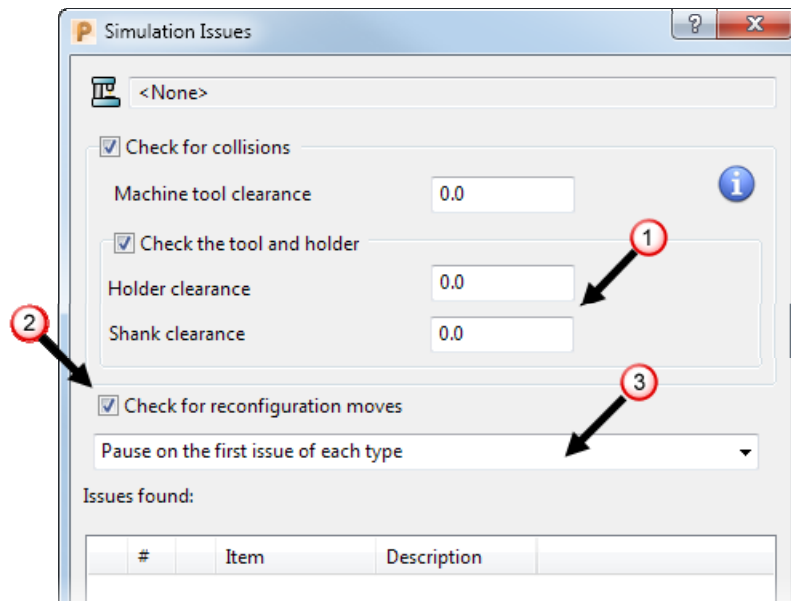 Simulation Issues
<None>
Check for collisions
Machine tool clearance 0.0
Check the tool and holder
1
Holder clearance 0.0
2
Shank clearance 0.0
3
Check for reconfiguration moves
Pause on the first issue of each type
Issues found:
# Item Description